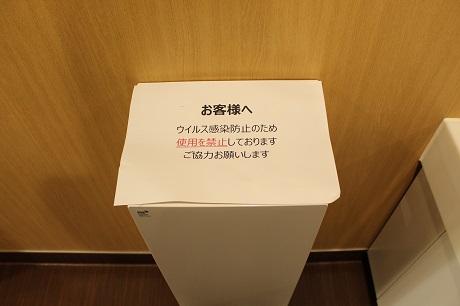 お客様へ
ウイルス感染防止のため
使用を禁止しております
ご協力お願いします